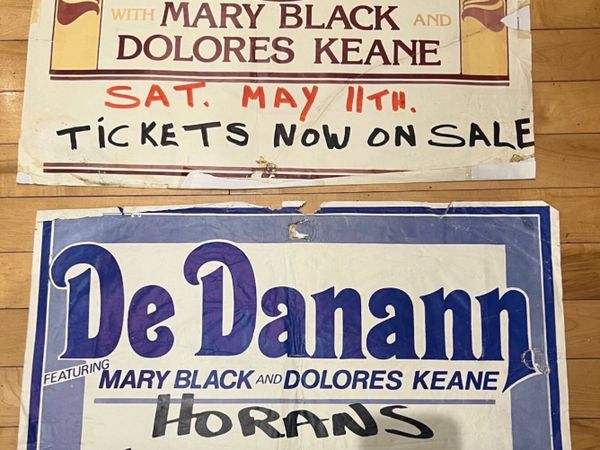 WITH MARY BLACK AND
DOLORES KEANE
SAT. MAY 11TH.
TICKETS NOW ON SALE
De Danann
FEATURING MARY BLACK AND DOLORES KEANE
HORANS